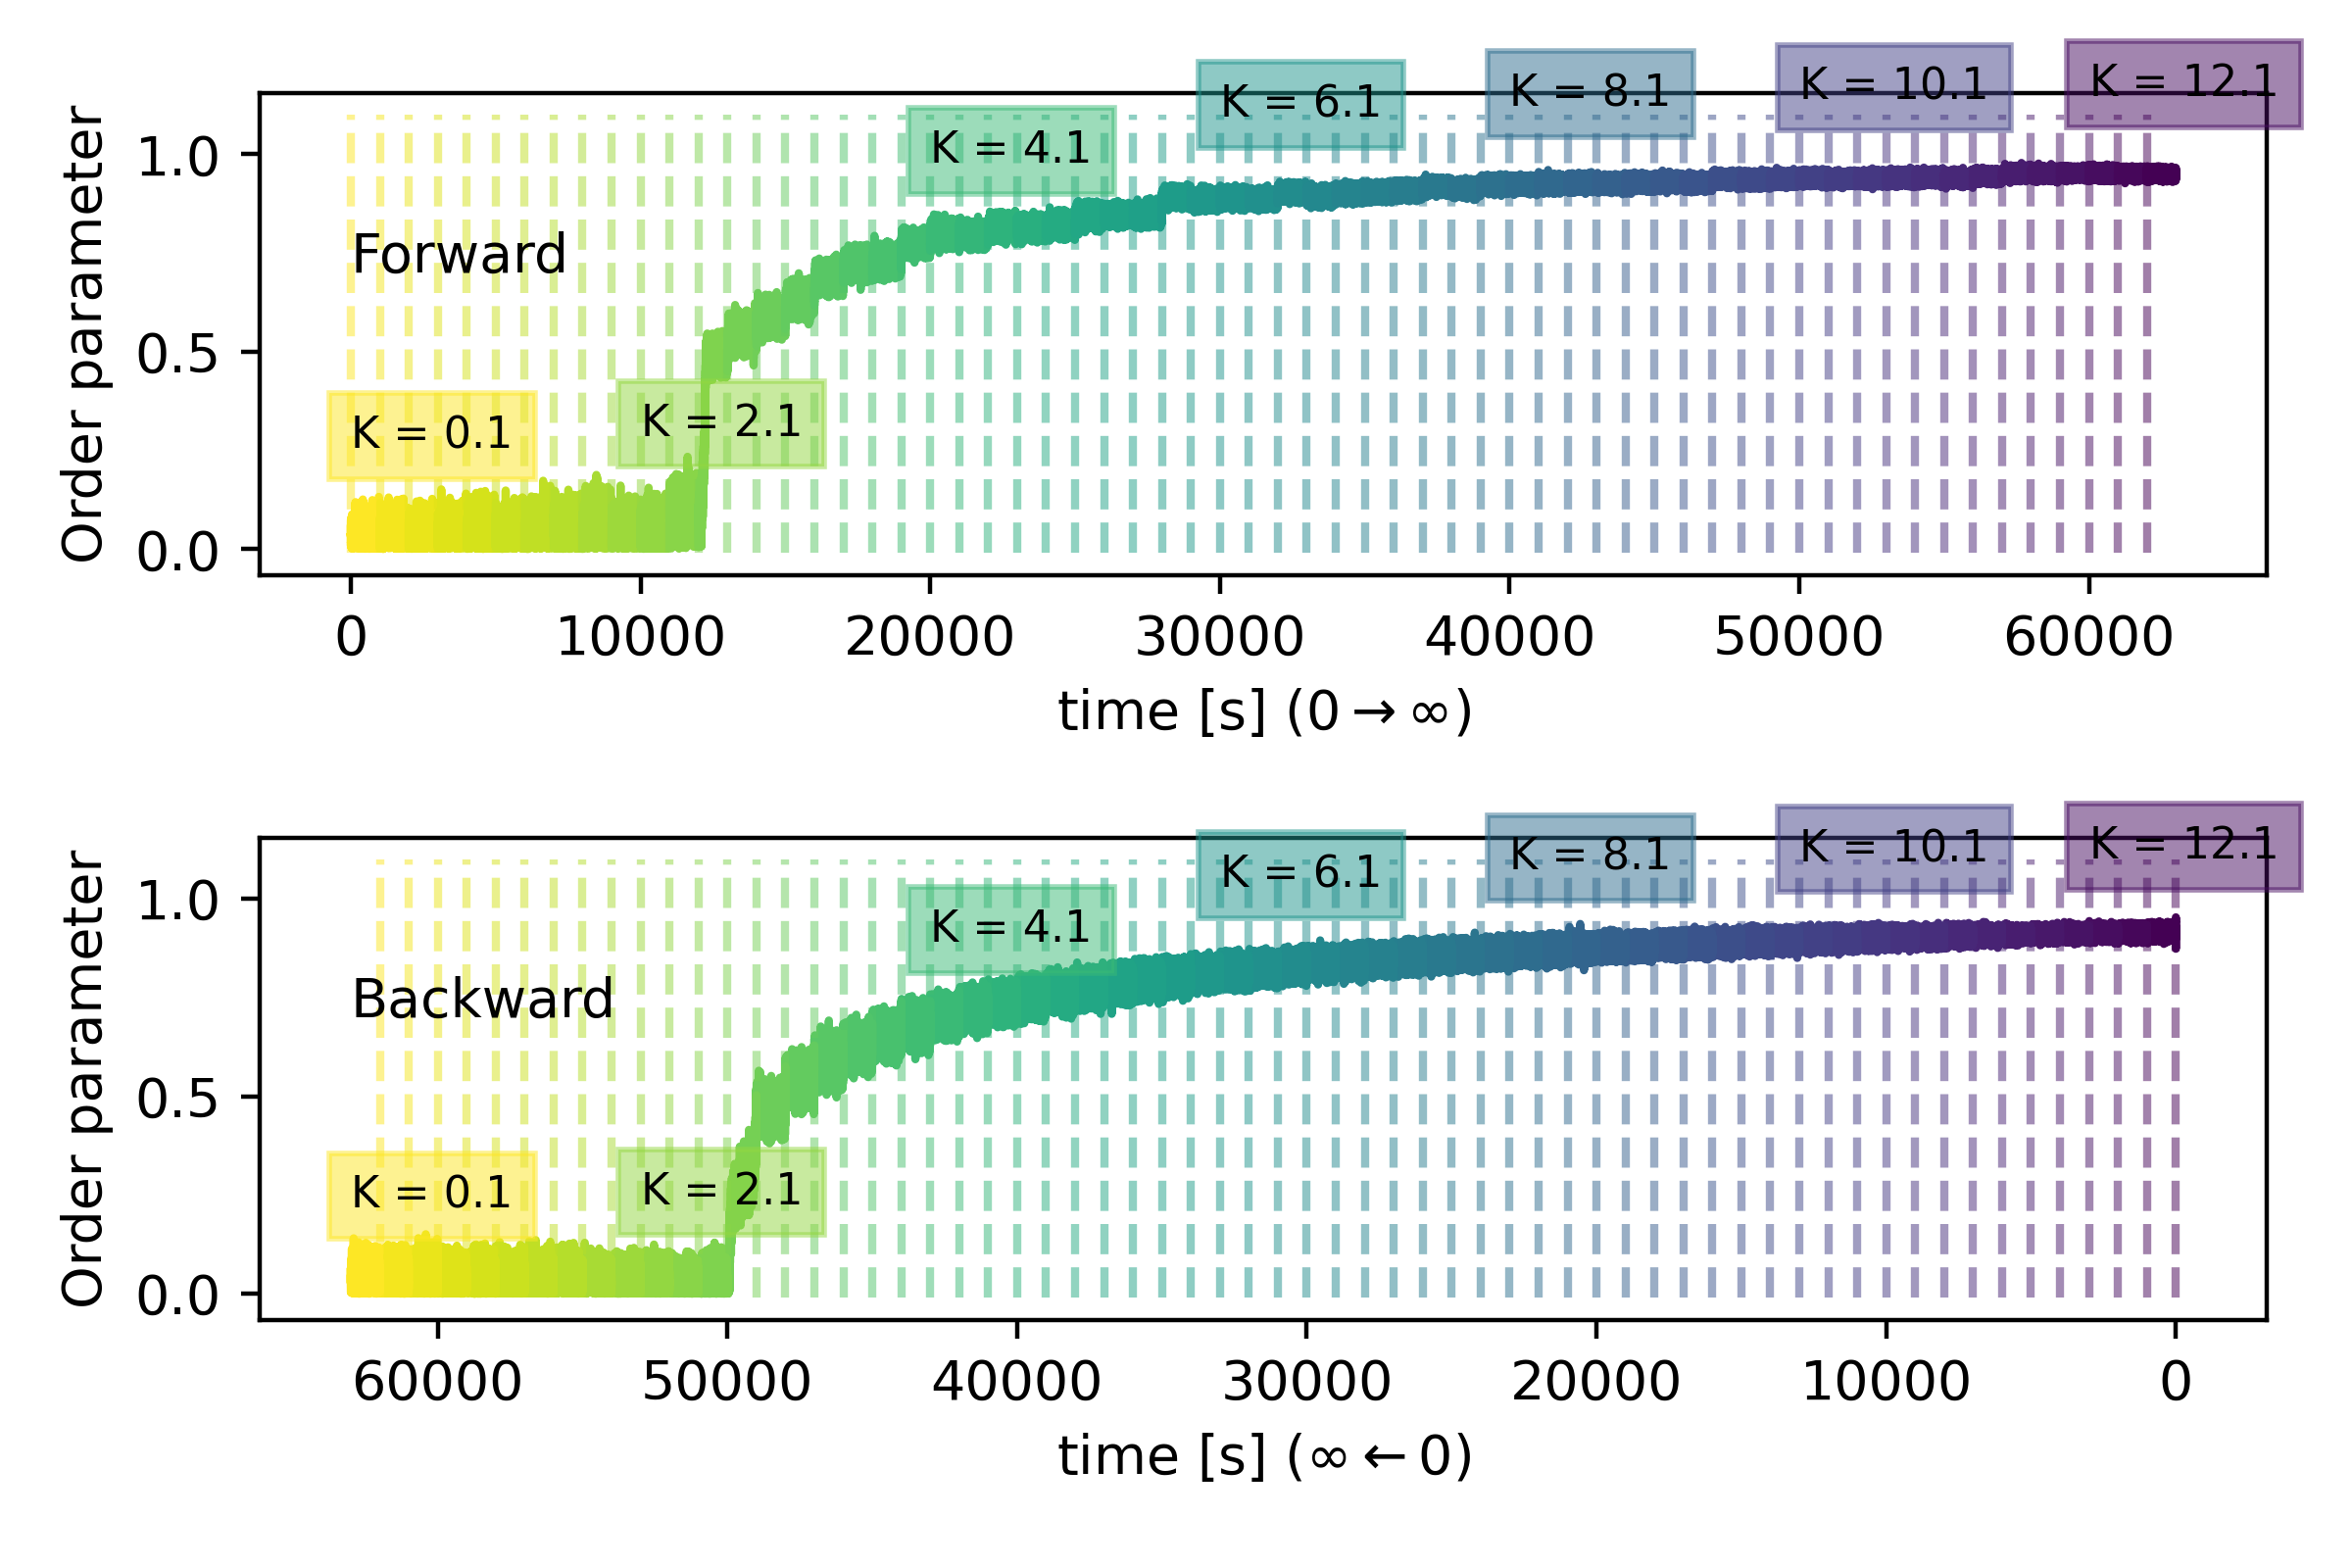 K = 12.1
K = 10.1
K = 8.1
K = 6.1
K = 4.1
1.0
Forward
Order parameter
0.5
K = 2.1
K = 0.1
0.0
0 10000 20000 30000 40000 50000 60000
time [s] (0 → ∞)
K = 12.1
K = 10.1
K = 8.1
K = 6.1
K = 4.1
1.0
Backward
Order parameter
0.5
K = 2.1
K = 0.1
0.0
60000 50000 40000 30000 20000 10000 0
time [s] (∞ ← 0)